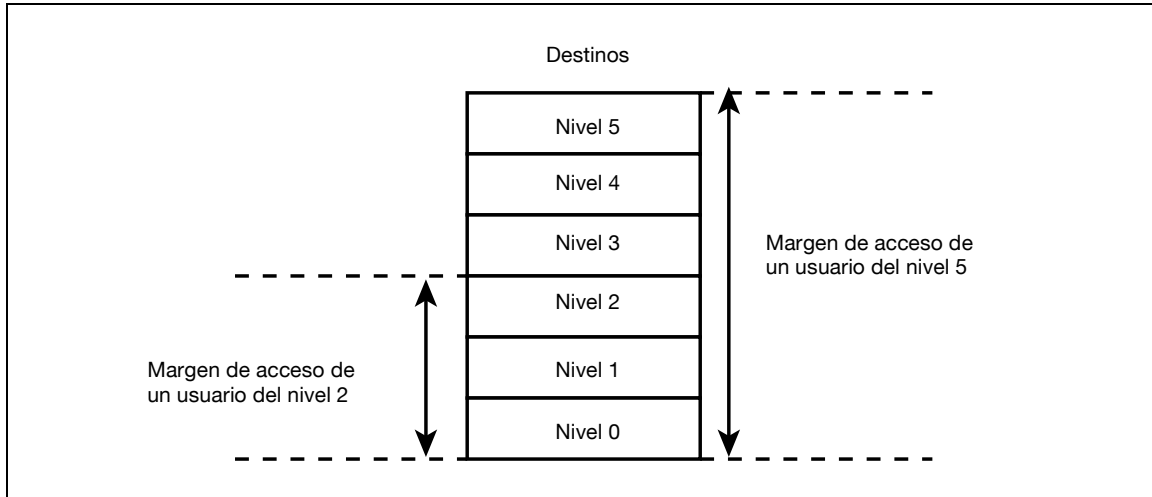 Destinos
Nivel 5
Nivel 4
Nivel 3
Margen de acceso de
un usuario del nivel 5
Nivel 2
Nivel 1
Margen de acceso de
un usuario del nivel 2
Nivel 0